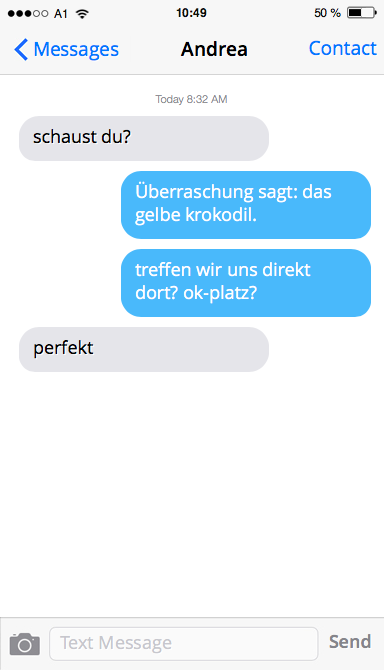 A1 10:49 50 %
Messages Andrea Contact
Today 8:32 AM
schaust du?
Überraschung sagt: das
gelbe krokodil.
treffen wir uns direkt
dort? ok-platz?
perfekt
Text Message Send